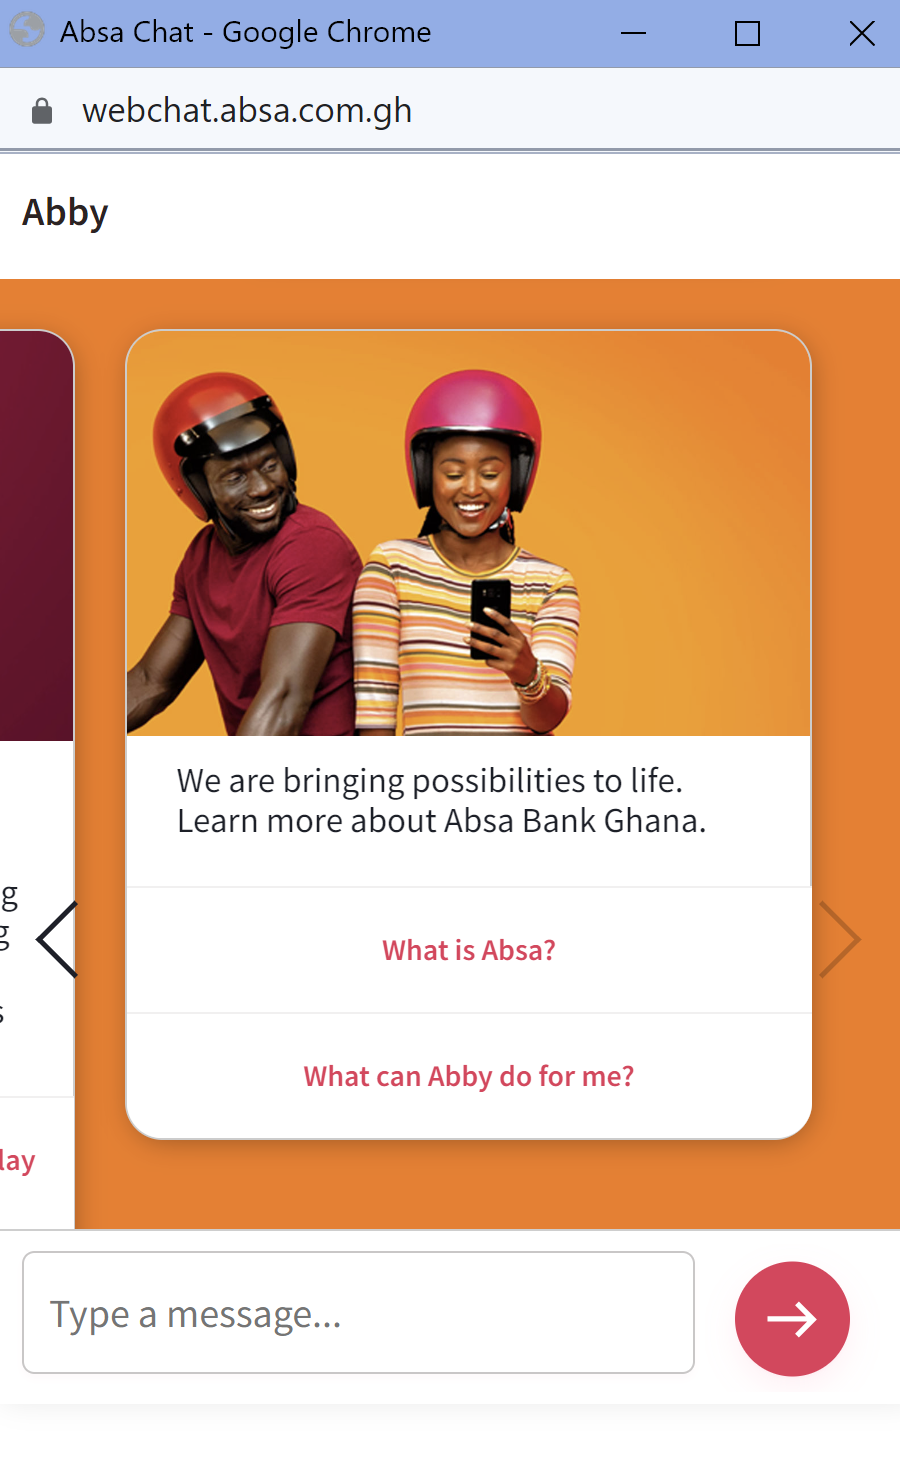 Absa Chat - Google Chrome
webchat.absa.com.gh
Abby
We are bringing possibilities to life.
Learn more about Absa Bank Ghana.
What is Absa?
What can Abby do for me?
Type a message...